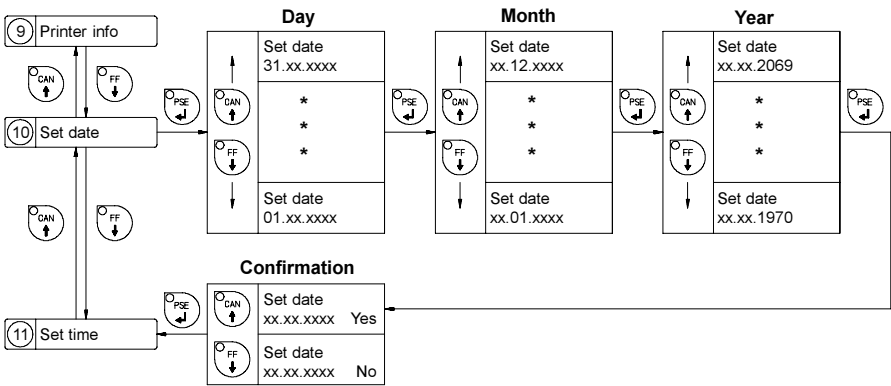 Day
Month
Year
9 Printer info
CAN
FF
10 Set date
PSE
CAN
FF
Set date
31.xx.xxxx
*
*
*
Set date
01.xx.xxxx
PSE
CAN
FF
Set date
xx.12.xxxx
*
*
*
Set date
xx.01.xxxx
PSE
CAN
FF
Set date
xx.xx.2069
*
*
*
Set date
xx.xx.1970
PSE
CAN
FF
Confirmation
11 Set time
PSE
CAN
Set date
xx.xx.xxxx Yes
FF
Set date
xx.xx.xxxx No